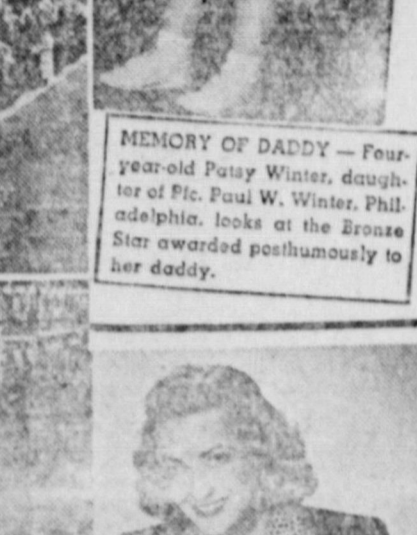 MEMORY OF DADDY — Four-
year-old Patsy Winter, daugh-
ter of Pfc. Paul W. Winter, Phil-
adelphia, looks at the Bronze
Star awarded posthumously to
her daddy.